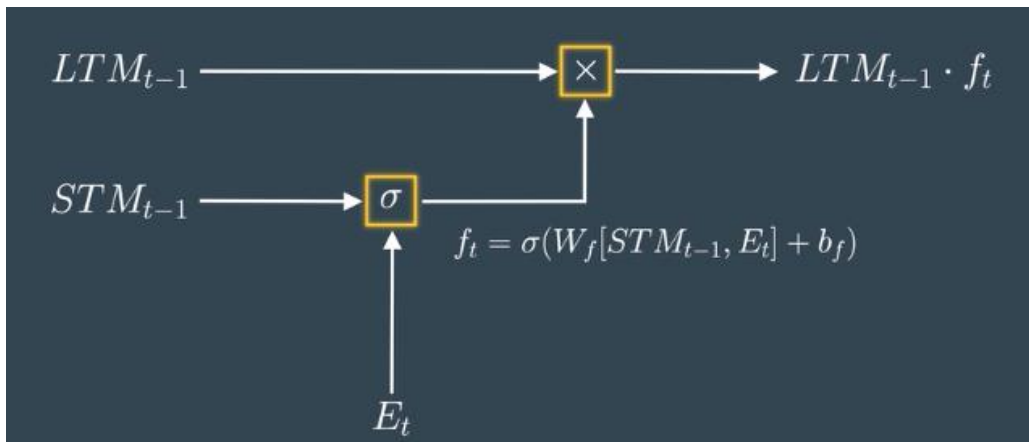 LTM_{t-1} × LTM_{t-1} · f_t
STM_{t-1} σ
f_t = σ(W_f[STM_{t-1}, E_t] + b_f)
E_t